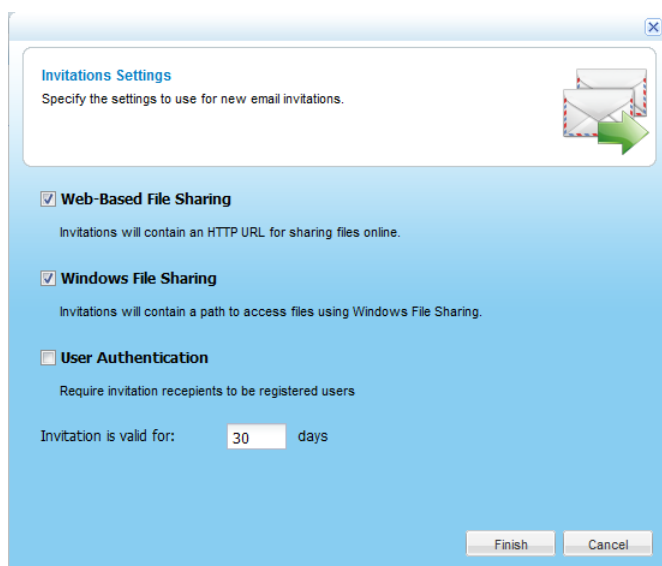 Invitations Settings
Specify the settings to use for new email invitations.
Web-Based File Sharing
Invitations will contain an HTTP URL for sharing files online.
Windows File Sharing
Invitations will contain a path to access files using Windows File Sharing.
User Authentication
Require invitation recepients to be registered users
Invitation is valid for: 30 days
Finish Cancel